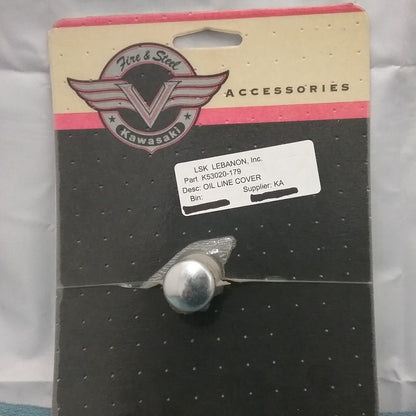 Fire & Steel
V
Kawasaki
ACCESSORIES
LSK LEBANON, Inc.
Part K53020-179
Desc: OIL LINE COVER
Bin: Supplier: KA